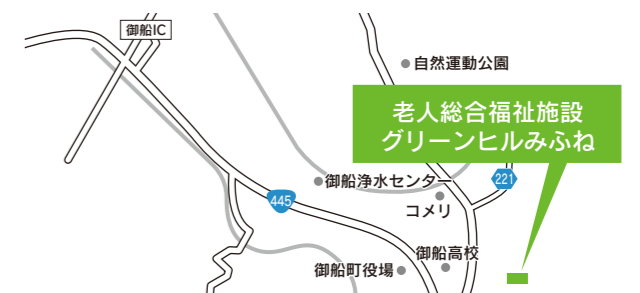 御船IC
自然運動公園
老人総合福祉施設
グリーンヒルみふね
御船浄水センター
221
445
コメリ
御船高校
御船町役場